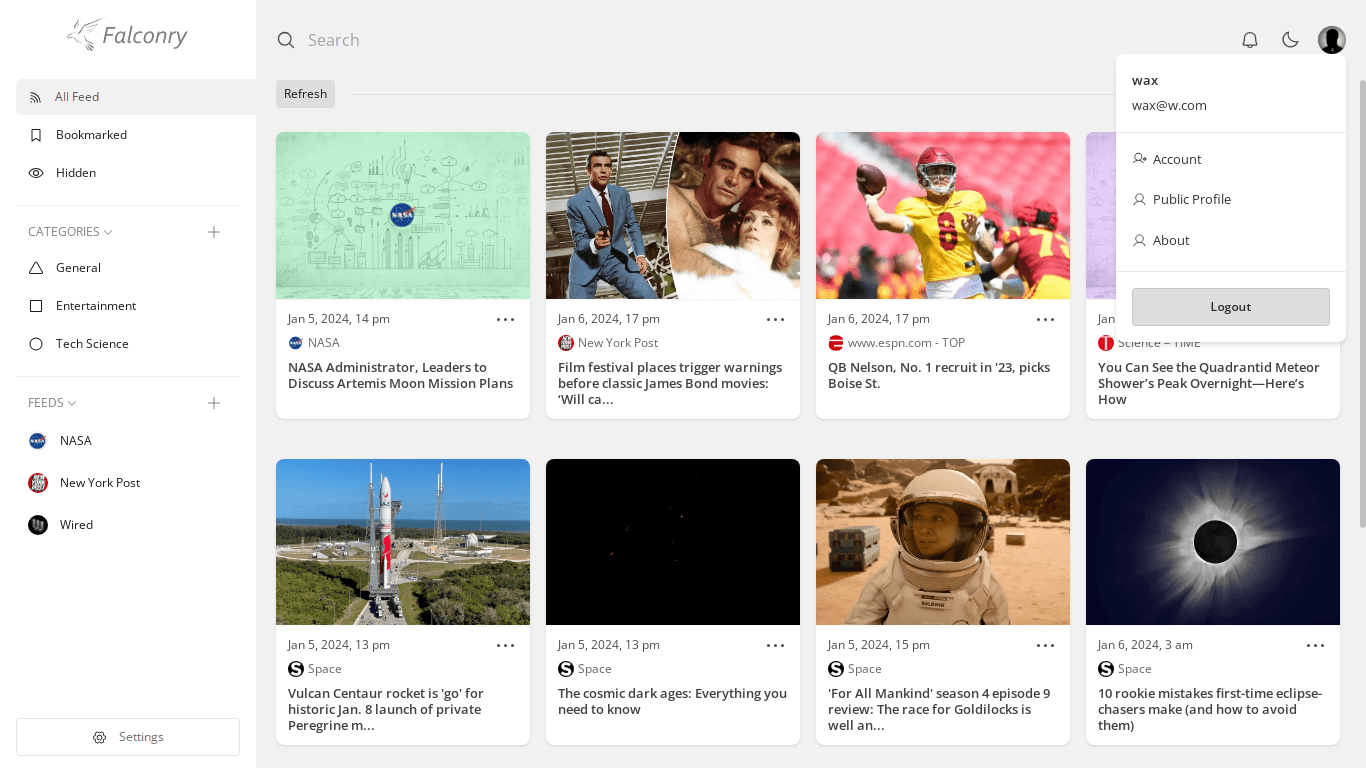 Falconry
Search
All Feed
Bookmarked
Hidden
CATEGORIES
General
Entertainment
Tech Science
FEEDS
NASA
New York Post
Wired
Settings
Refresh
wax
wax@w.com
Account
Public Profile
About
Logout
NASA
BUSINESS
Jan 5, 2024, 14 pm
NASA
NASA Administrator, Leaders to
Discuss Artemis Moon Mission Plans
Jan 6, 2024, 17 pm
New York Post
Film festival places trigger warnings
before classic James Bond movies:
‘Will ca...
8
Jan 6, 2024, 17 pm
www.espn.com - TOP
QB Nelson, No. 1 recruit in '23, picks
Boise St.
Jan
Science – TIME
You Can See the Quadrantid Meteor
Shower’s Peak Overnight—Here’s
How
Jan 5, 2024, 13 pm
Space
Vulcan Centaur rocket is 'go' for
historic Jan. 8 launch of private
Peregrine m...
Jan 5, 2024, 13 pm
Space
The cosmic dark ages: Everything you
need to know
BALDWIN
Jan 5, 2024, 15 pm
Space
'For All Mankind' season 4 episode 9
review: The race for Goldilocks is
well an...
Jan 6, 2024, 3 am
Space
10 rookie mistakes first-time eclipse-
chasers make (and how to avoid
them)